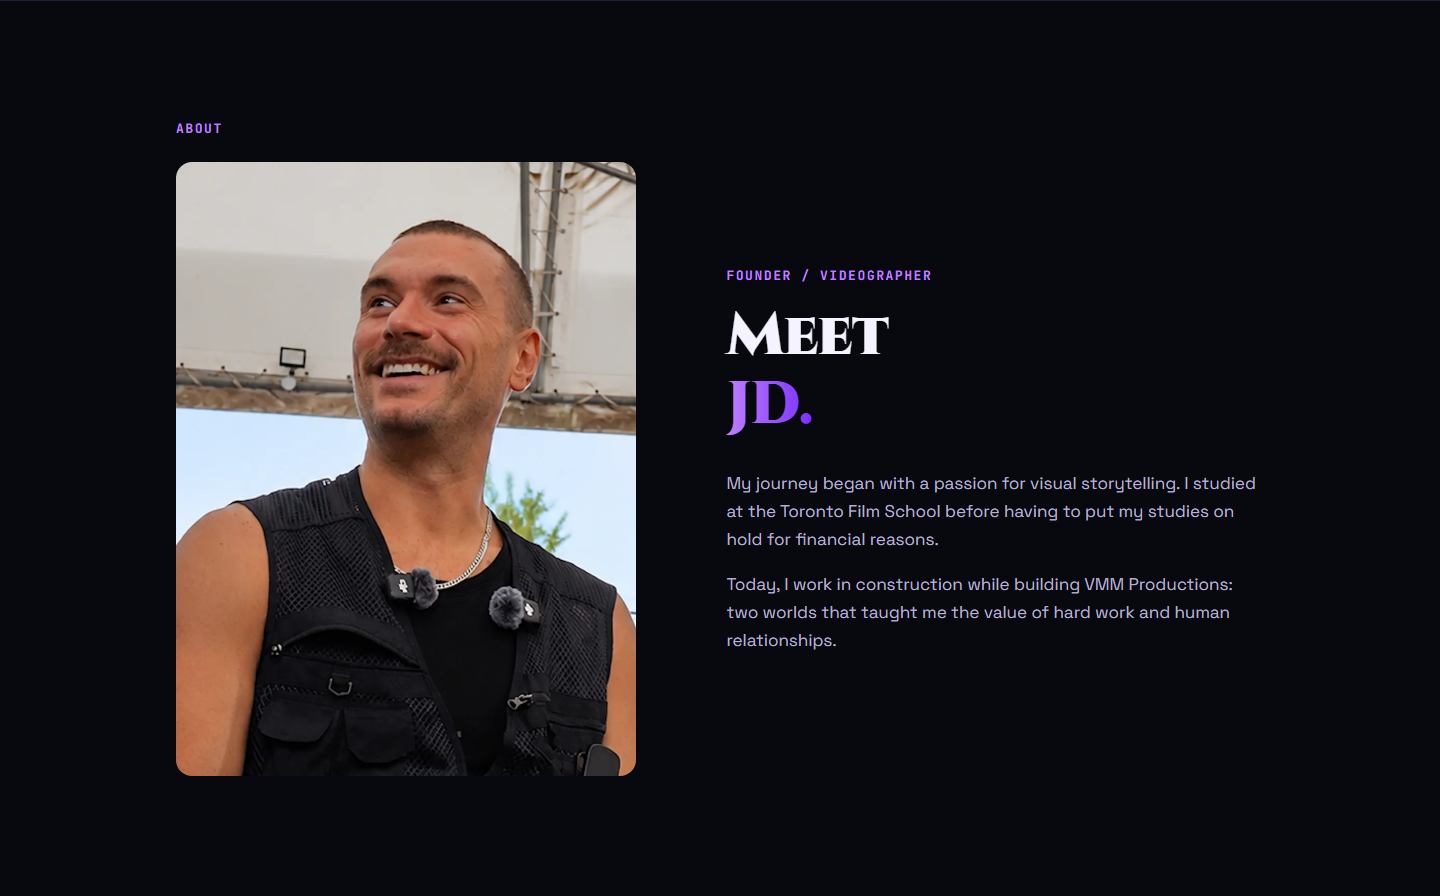 ABOUT
FOUNDER / VIDEOGRAPHER
MEET
JD.
My journey began with a passion for visual storytelling. I studied
at the Toronto Film School before having to put my studies on
hold for financial reasons.
Today, I work in construction while building VMM Productions:
two worlds that taught me the value of hard work and human
relationships.